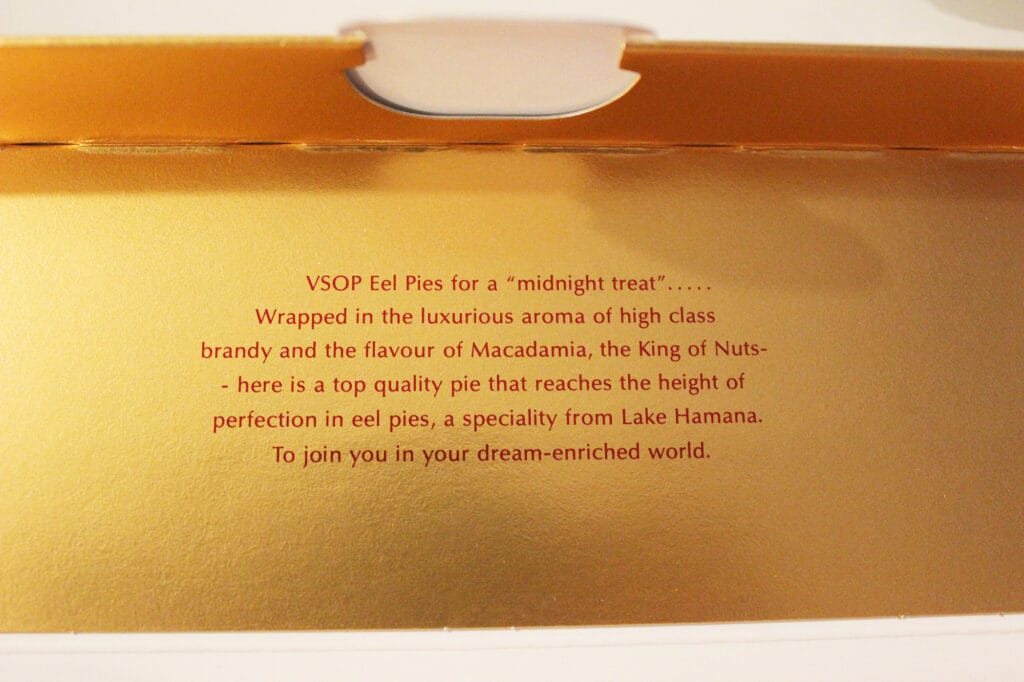 VSOP Eel Pies for a “midnight treat”.....
Wrapped in the luxurious aroma of high class
brandy and the flavour of Macadamia, the King of Nuts-
- here is a top quality pie that reaches the height of
perfection in eel pies, a speciality from Lake Hamana.
To join you in your dream-enriched world.